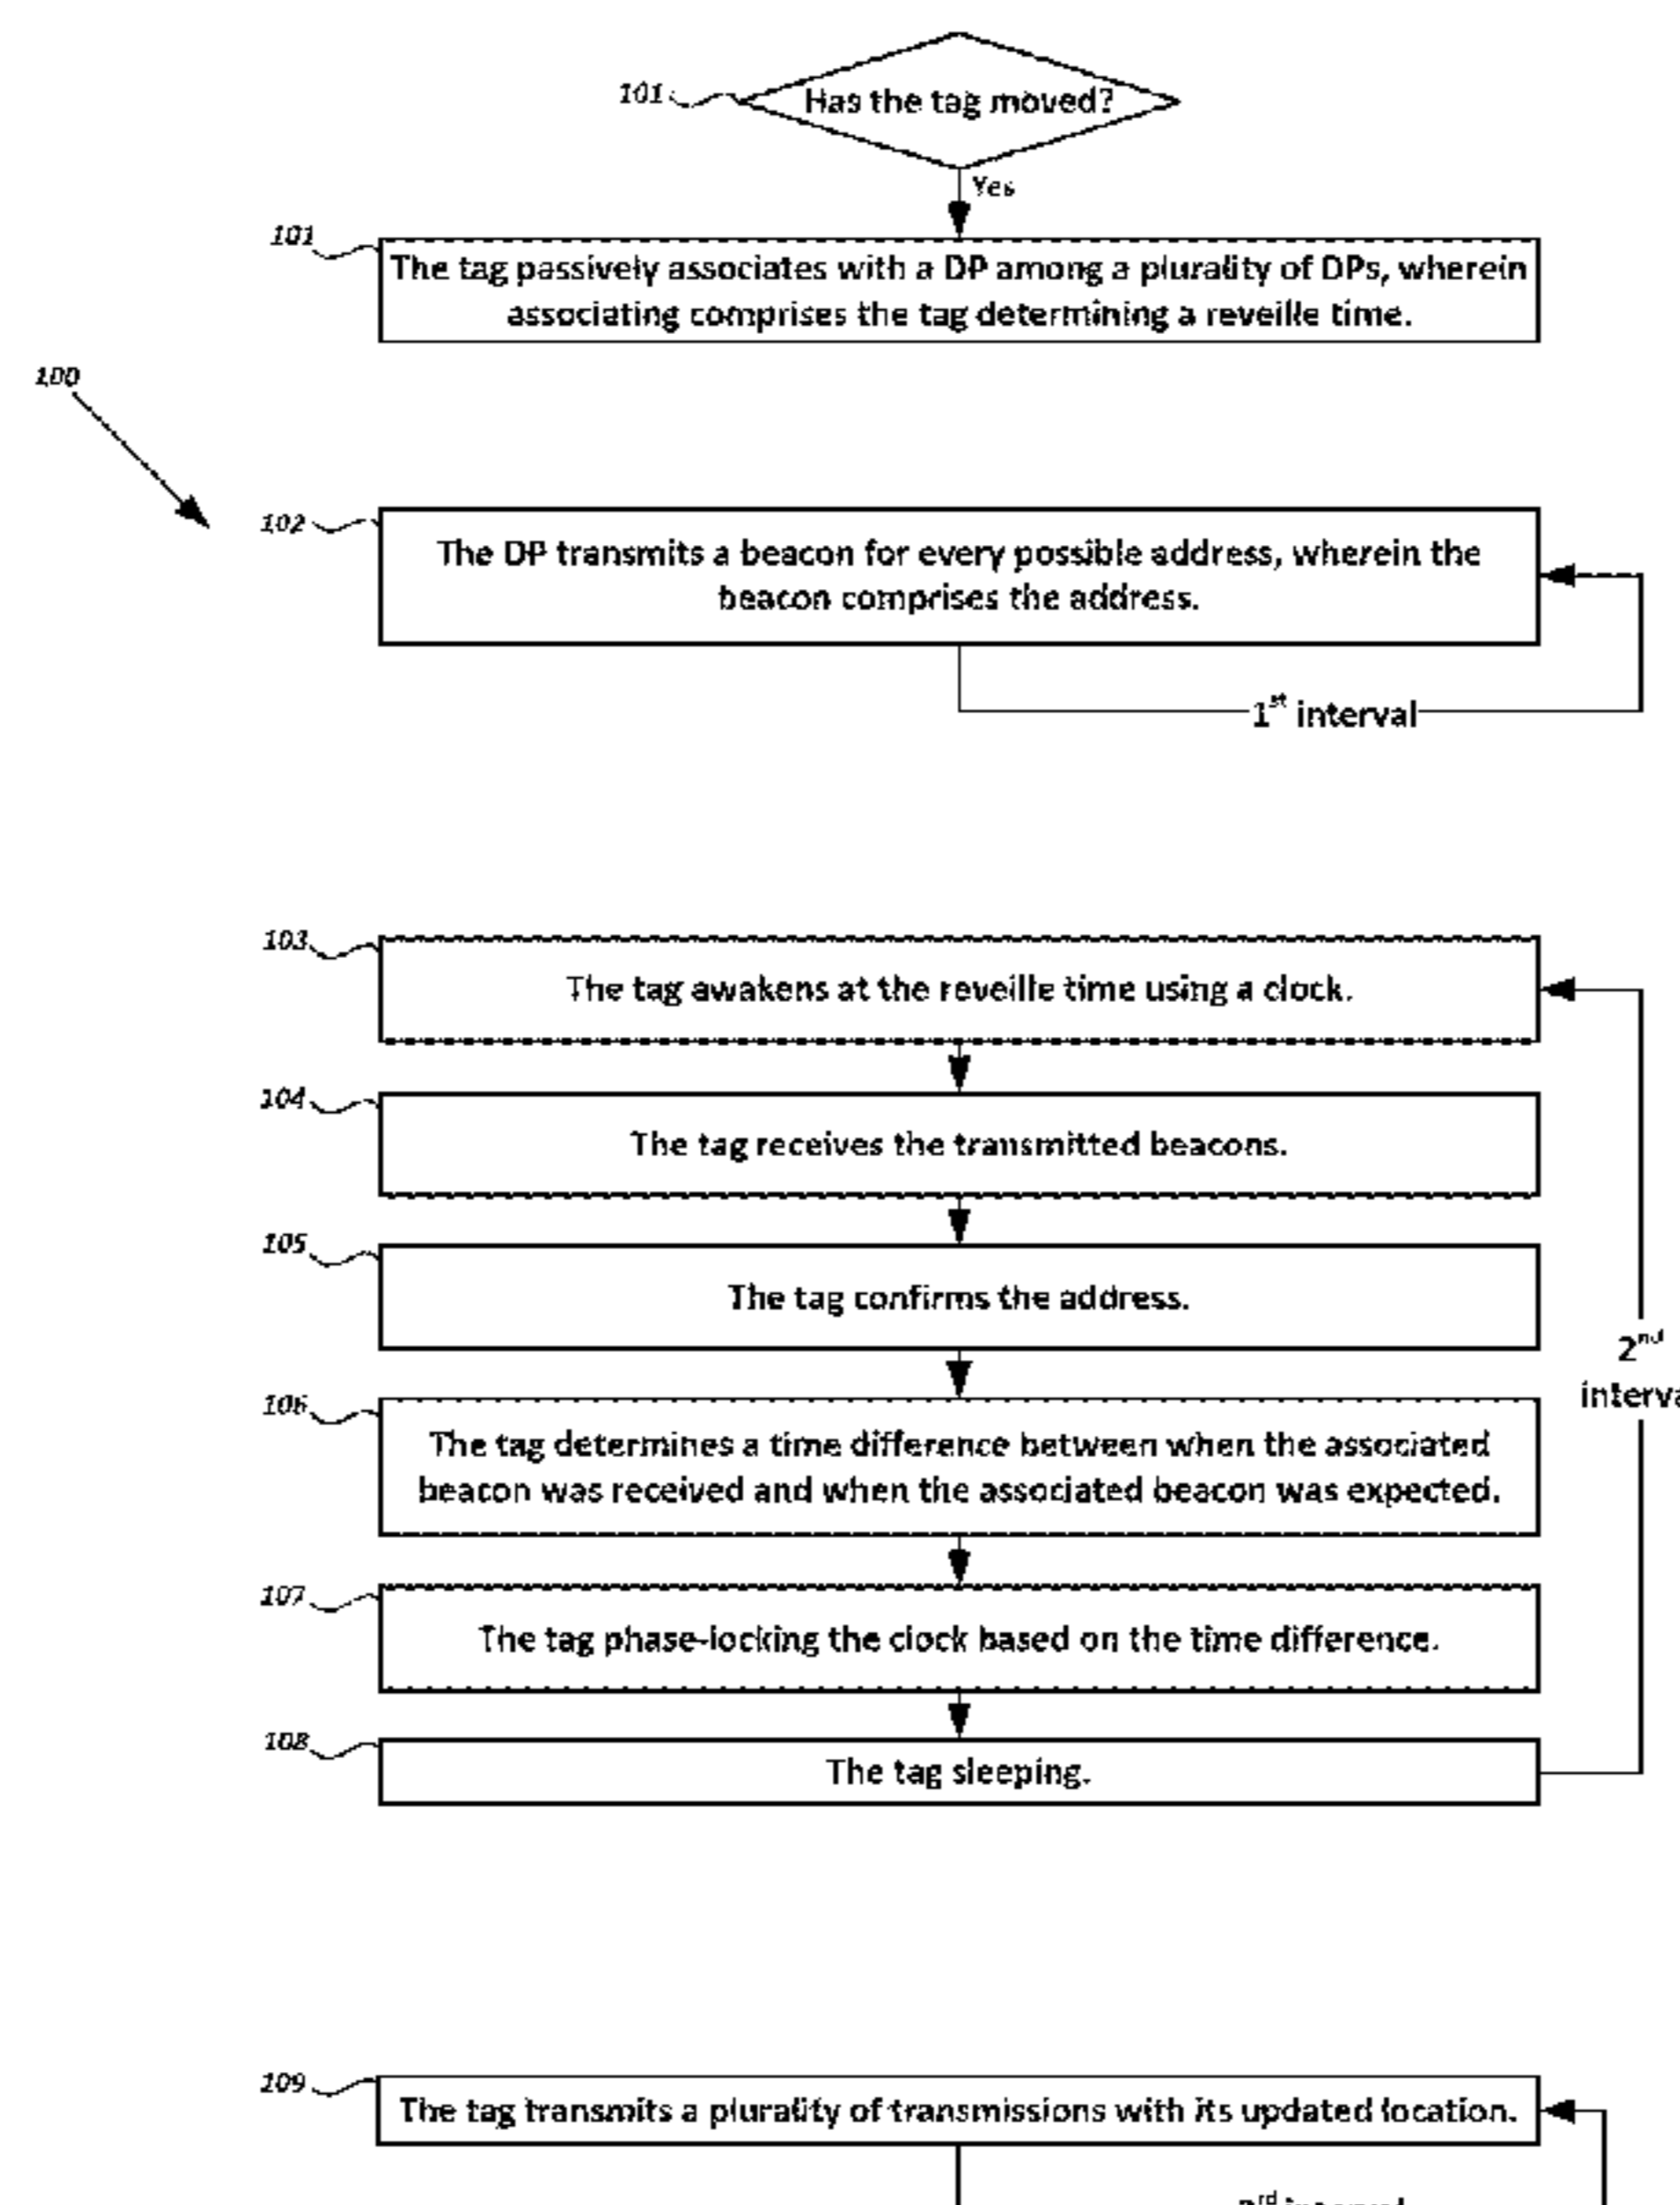 101
Has the tag moved?
Yes
101
The tag passively associates with a DP among a plurality of DPs, wherein
associating comprises the tag determining a reveille time.
100
102
The DP transmits a beacon for every possible address, wherein the
beacon comprises the address.
1st interval
103
The tag awakens at the reveille time using a clock.
104
The tag receives the transmitted beacons.
105
The tag confirms the address.
2nd
interva
106
The tag determines a time difference between when the associated
beacon was received and when the associated beacon was expected.
107
The tag phase-locking the clock based on the time difference.
108
The tag sleeping.
109
The tag transmits a plurality of transmissions with its updated location.